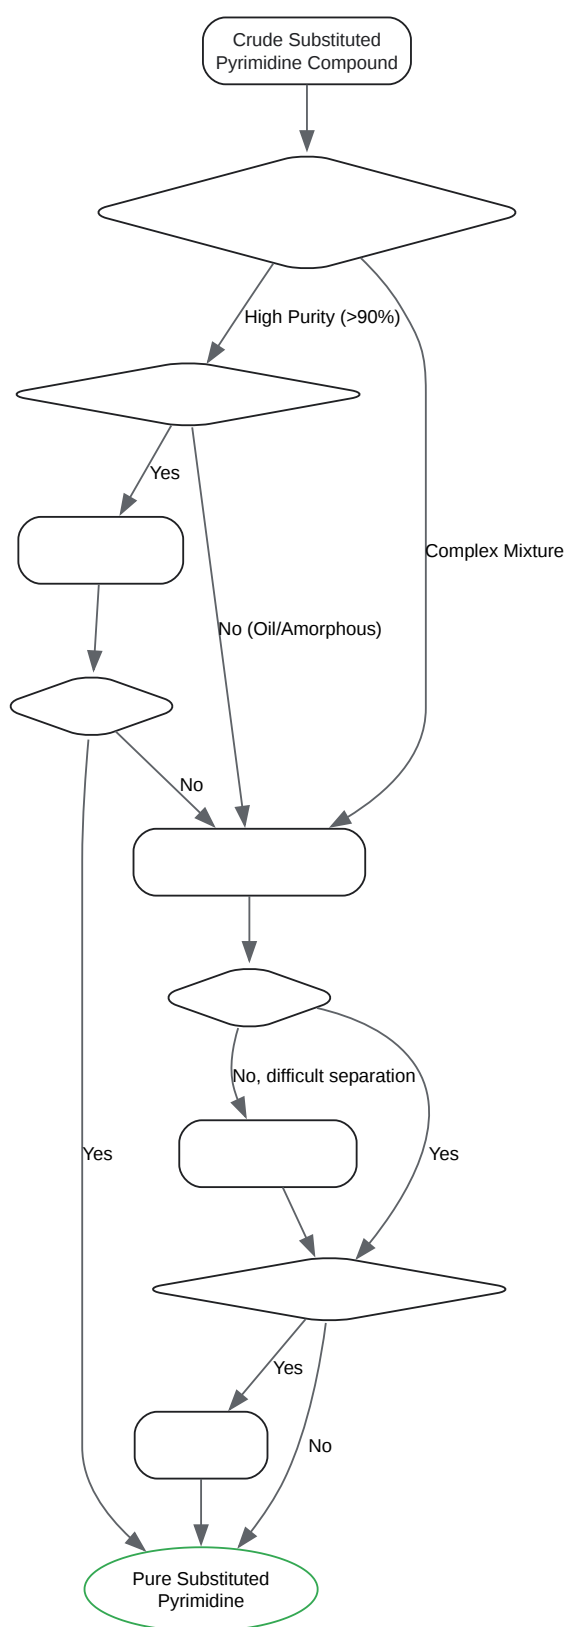 Crude Substituted
Pyrimidine Compound
High Purity (>90%)
Yes
Complex Mixture
No (Oil/Amorphous)
No
No, difficult separation
Yes
Yes
Yes
No
Pure Substituted
Pyrimidine